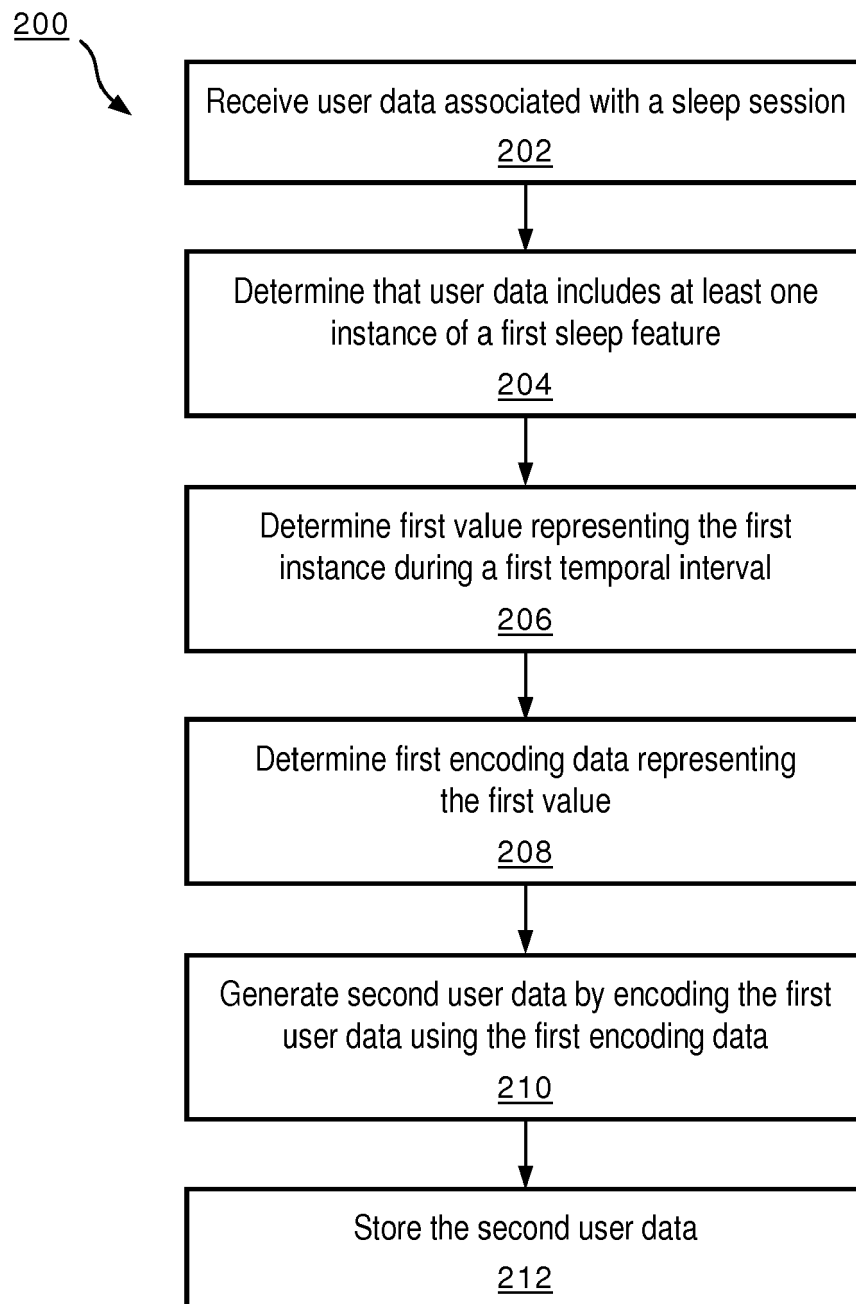 200
Receive user data associated with a sleep session
202
Determine that user data includes at least one
instance of a first sleep feature
204
Determine first value representing the first
instance during a first temporal interval
206
Determine first encoding data representing
the first value
208
Generate second user data by encoding the first
user data using the first encoding data
210
Store the second user data
212